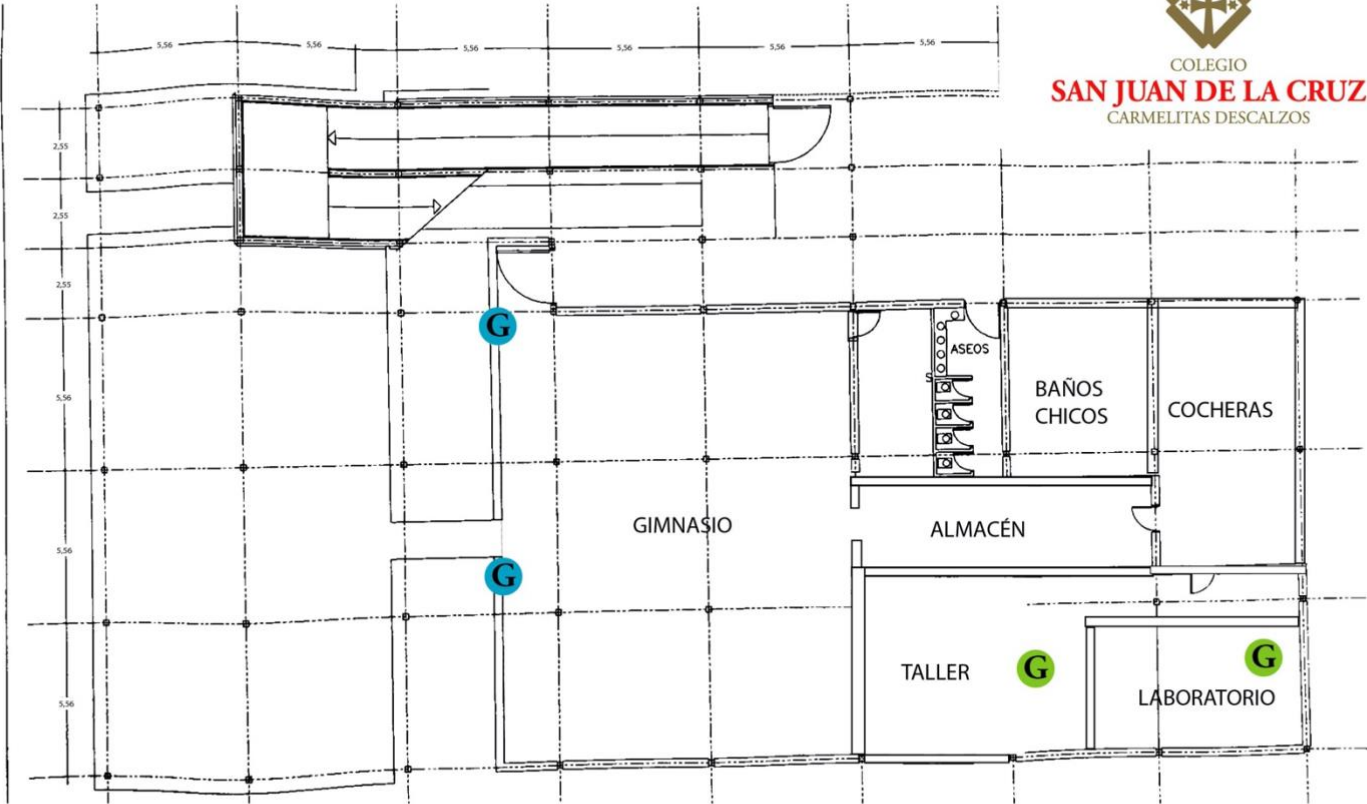 5,56
5,56
5,56
5,56
5,56
5,56
COLEGIO
SAN JUAN DE LA CRUZ
CARMELITAS DESCALZOS
2,55
2,55
2,55
G
ASEOS
S
BAÑOS
CHICOS
COCHERAS
5,56
GIMNASIO
ALMACÉN
5,56
G
TALLER
G
G
LABORATORIO
5,56